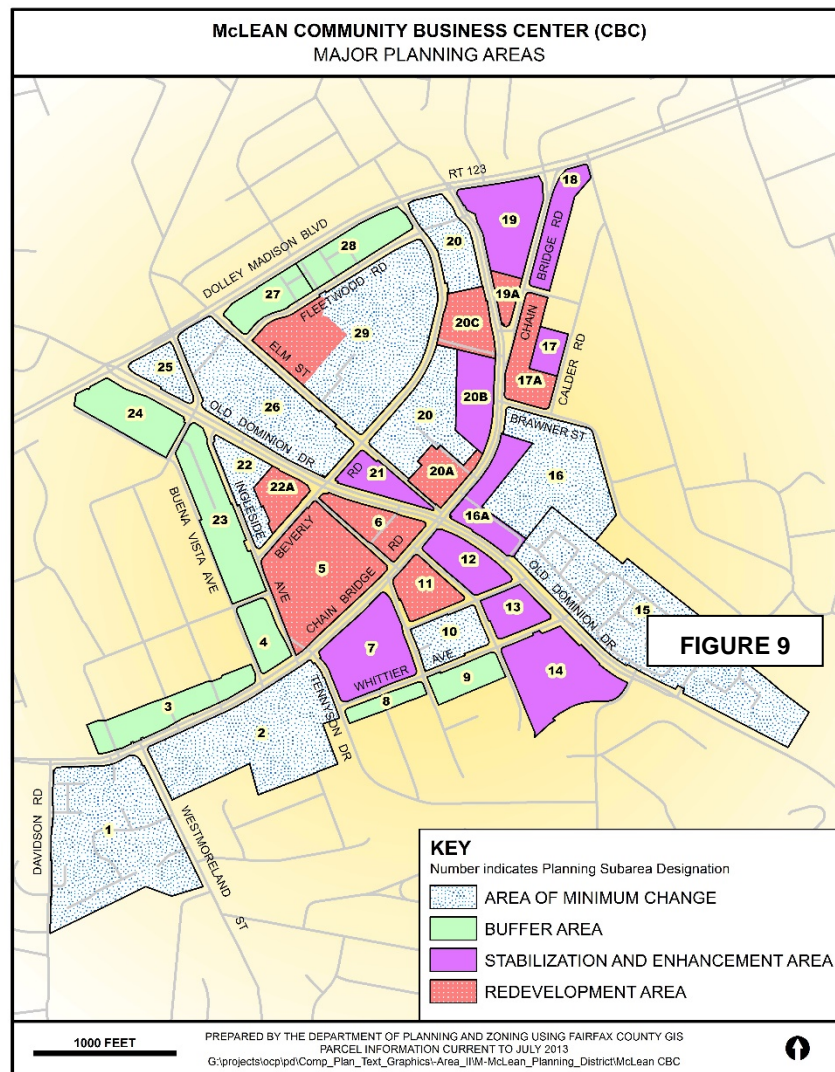 McLEAN COMMUNITY BUSINESS CENTER (CBC)
MAJOR PLANNING AREAS
RT 123
18
19
BRIDGE RD
20
28
DOLLEY MADISON BLVD
27
FLEETWOOD RD
19A
CHAIN
20C
29
17
ELM ST
25
17A
CALDER RD
20B
24
26
OLD DOMINION DR
20
BRAWNER ST
22
21
RD
20A
16
22A
INGLESIDE
23
BUENA VISTA AVE
16A
6
BEVERLY
RD
12
5
CHAIN BRIDGE
AVE
11
OLD DOMINION DR
13
15
10
4
7
AVE
WHITTIER
FIGURE 9
14
9
8
3
TENNYSON DR
2
DAVIDSON RD
1
WESTMORELAND ST
KEY
Number indicates Planning Subarea Designation
AREA OF MINIMUM CHANGE
BUFFER AREA
STABILIZATION AND ENHANCEMENT AREA
REDEVELOPMENT AREA
1000 FEET
PREPARED BY THE DEPARTMENT OF PLANNING AND ZONING USING FAIRFAX COUNTY GIS
PARCEL INFORMATION CURRENT TO JULY 2013
G:\projects\ocp\pd\Comp_Plan_Text_Graphics\-Area_II\M-McLean_Planning_District\McLean CBC